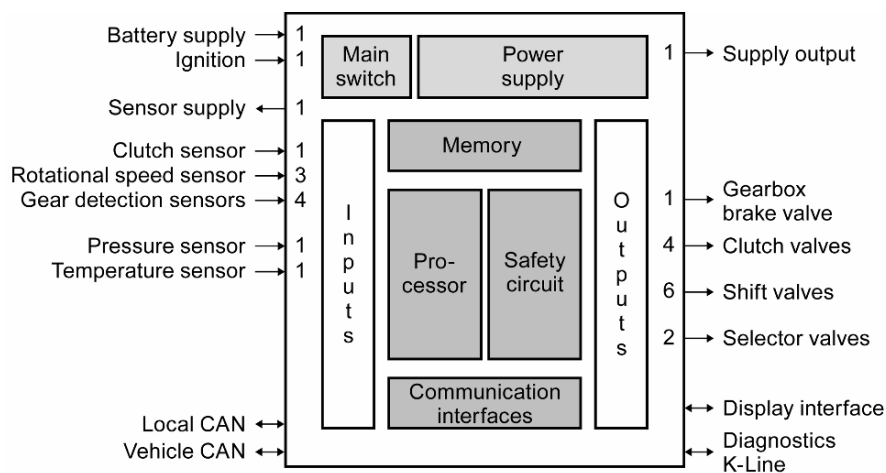 Battery supply 1
Ignition 1
Sensor supply 1
Clutch sensor 1
Rotational speed sensor 3
Gear detection sensors 4
Pressure sensor 1
Temperature sensor 1
Local CAN
Vehicle CAN
Main
switch
Power
supply
Inputs
Memory
Pro-
cessor
Safety
circuit
Communication
interfaces
Outputs
1 Supply output
1 Gearbox
brake valve
4 Clutch valves
6 Shift valves
2 Selector valves
Display interface
Diagnostics
K-Line